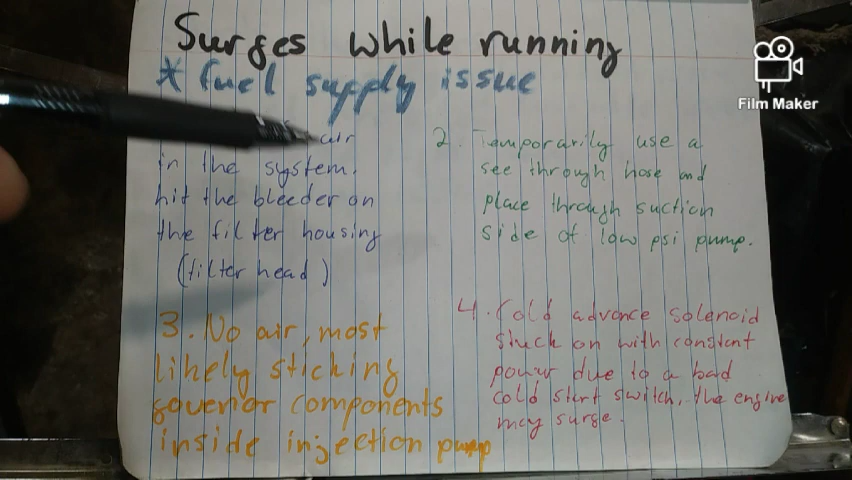 Surges while running
* fuel supply issue
air
in the system.
hit the bleeder on
the filter housing
(filter head)
2. Temporarily use a
see through hose and
place through suction
side of low psi pump.
3. No air, most
likely sticking
goverior components
inside injection pump
4. Cold advance solenoid
stuck on with constant
power due to a bad
cold start switch, the engine
may surge.
Film Maker